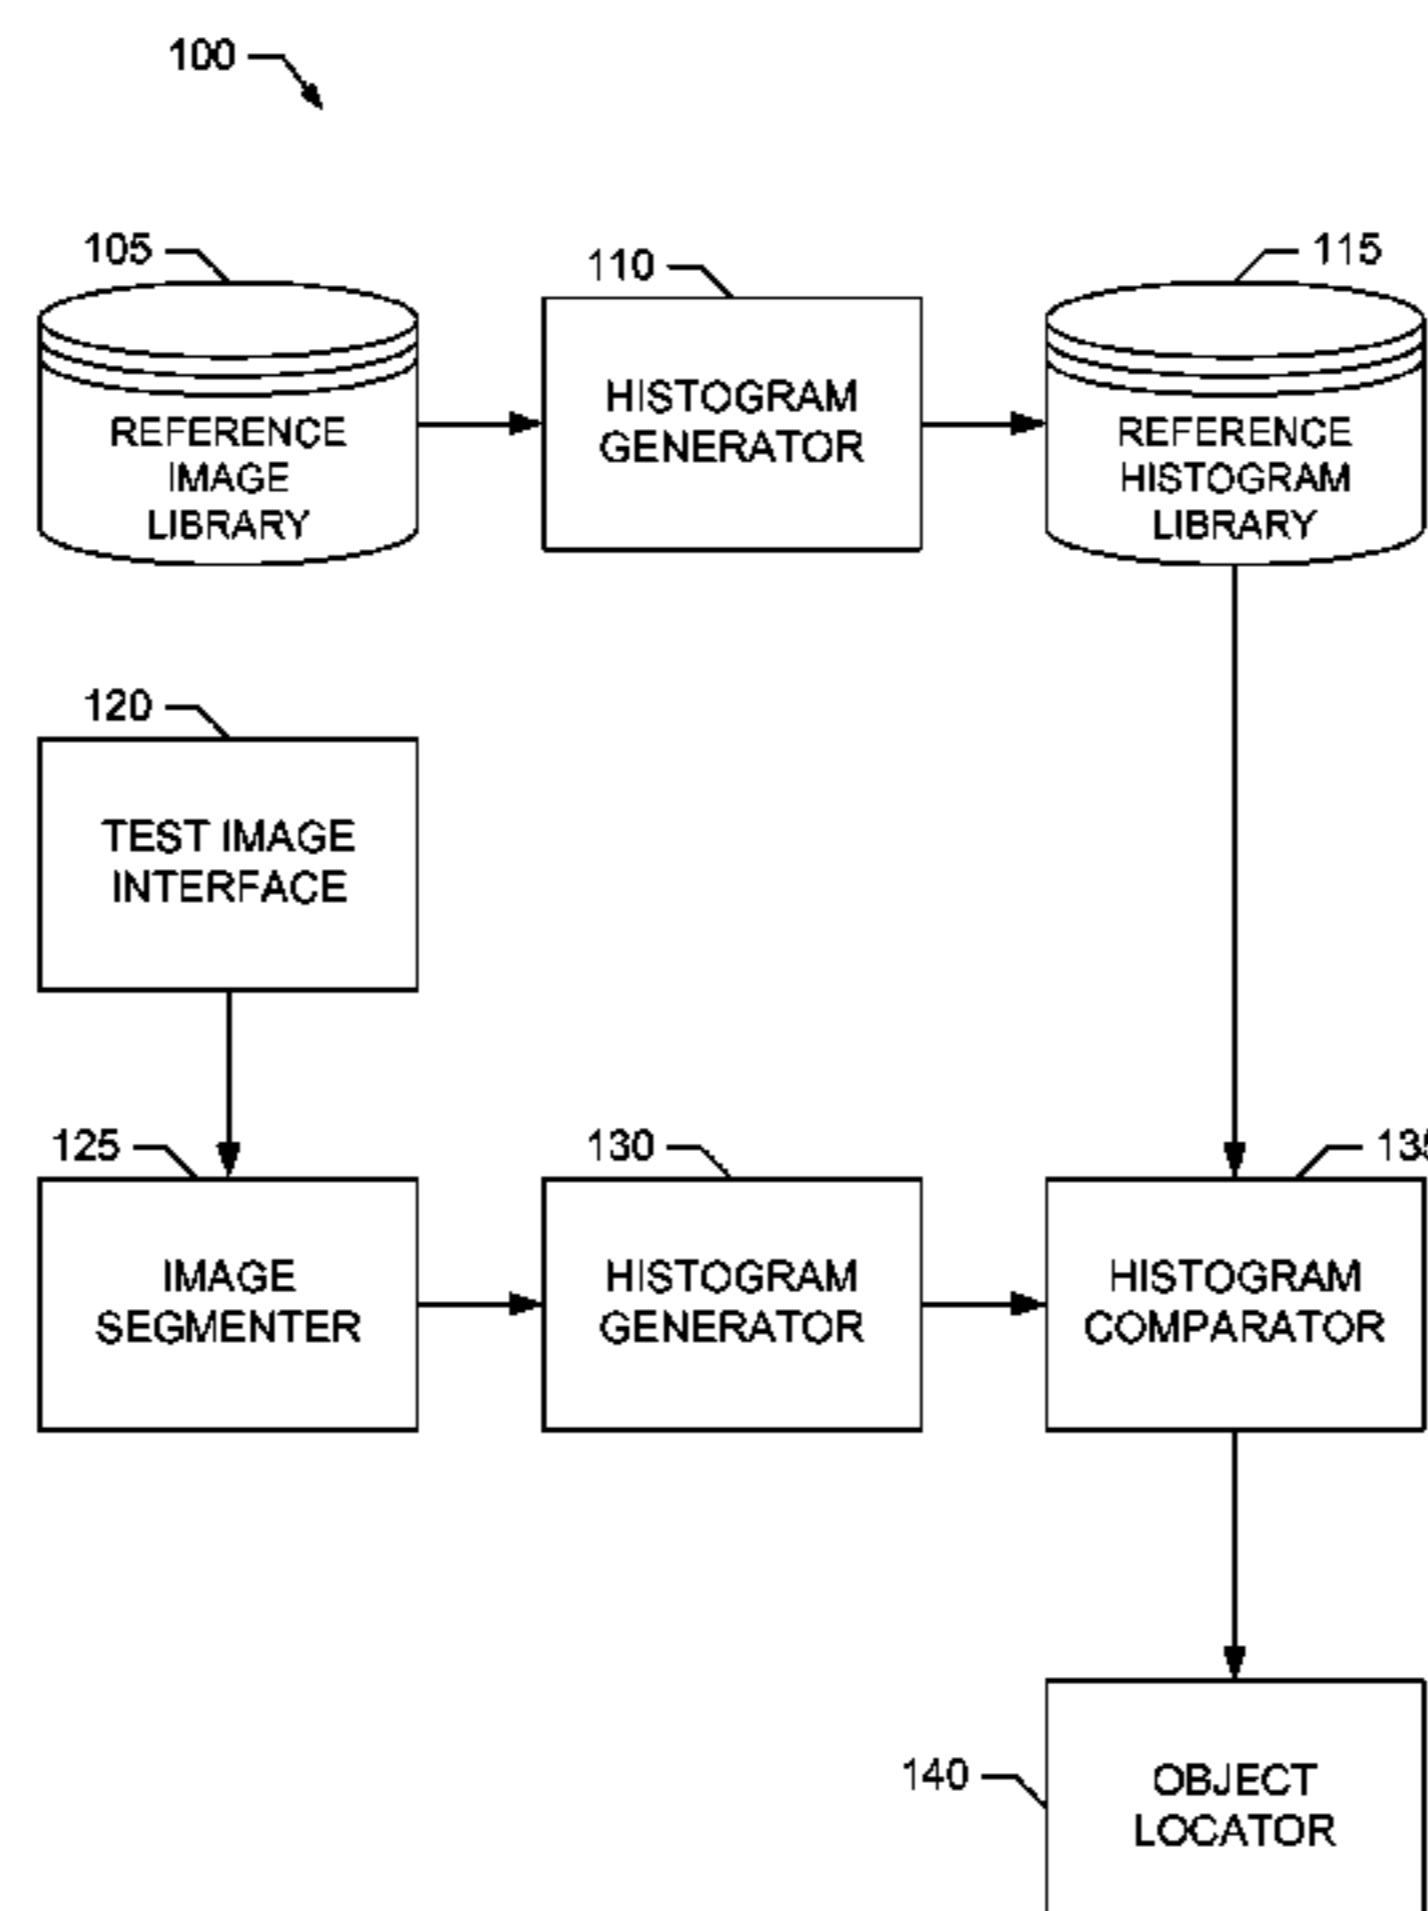 100
105
110
115
REFERENCE
IMAGE
LIBRARY
HISTOGRAM
GENERATOR
REFERENCE
HISTOGRAM
LIBRARY
120
TEST IMAGE
INTERFACE
125
130
135
IMAGE
SEGMENTER
HISTOGRAM
GENERATOR
HISTOGRAM
COMPARATOR
140
OBJECT
LOCATOR